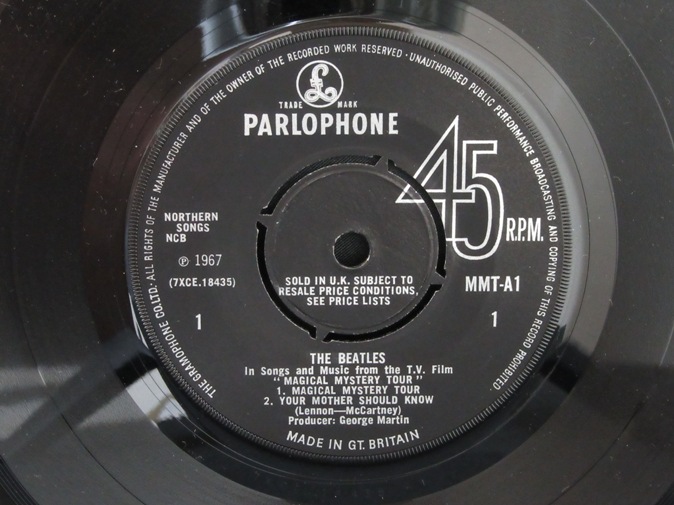 THE GRAMOPHONE CO.LTD. · ALL RIGHTS OF THE MANUFACTURER AND OF THE OWNER OF THE RECORDED WORK RESERVED · UNAUTHORISED PUBLIC PERFORMANCE BROADCASTING AND COPYING OF THIS RECORD PROHIBITED
£
TRADE MARK
PARLOPHONE
45 R.P.M.
NORTHERN
SONGS
NCB
℗ 1967
(7XCE.18435)
1
SOLD IN U.K. SUBJECT TO
RESALE PRICE CONDITIONS,
SEE PRICE LISTS
MMT-A1
1
THE BEATLES
In Songs and Music from the T.V. Film
"MAGICAL MYSTERY TOUR"
1. MAGICAL MYSTERY TOUR
2. YOUR MOTHER SHOULD KNOW
(Lennon—McCartney)
Producer: George Martin
MADE IN GT. BRITAIN